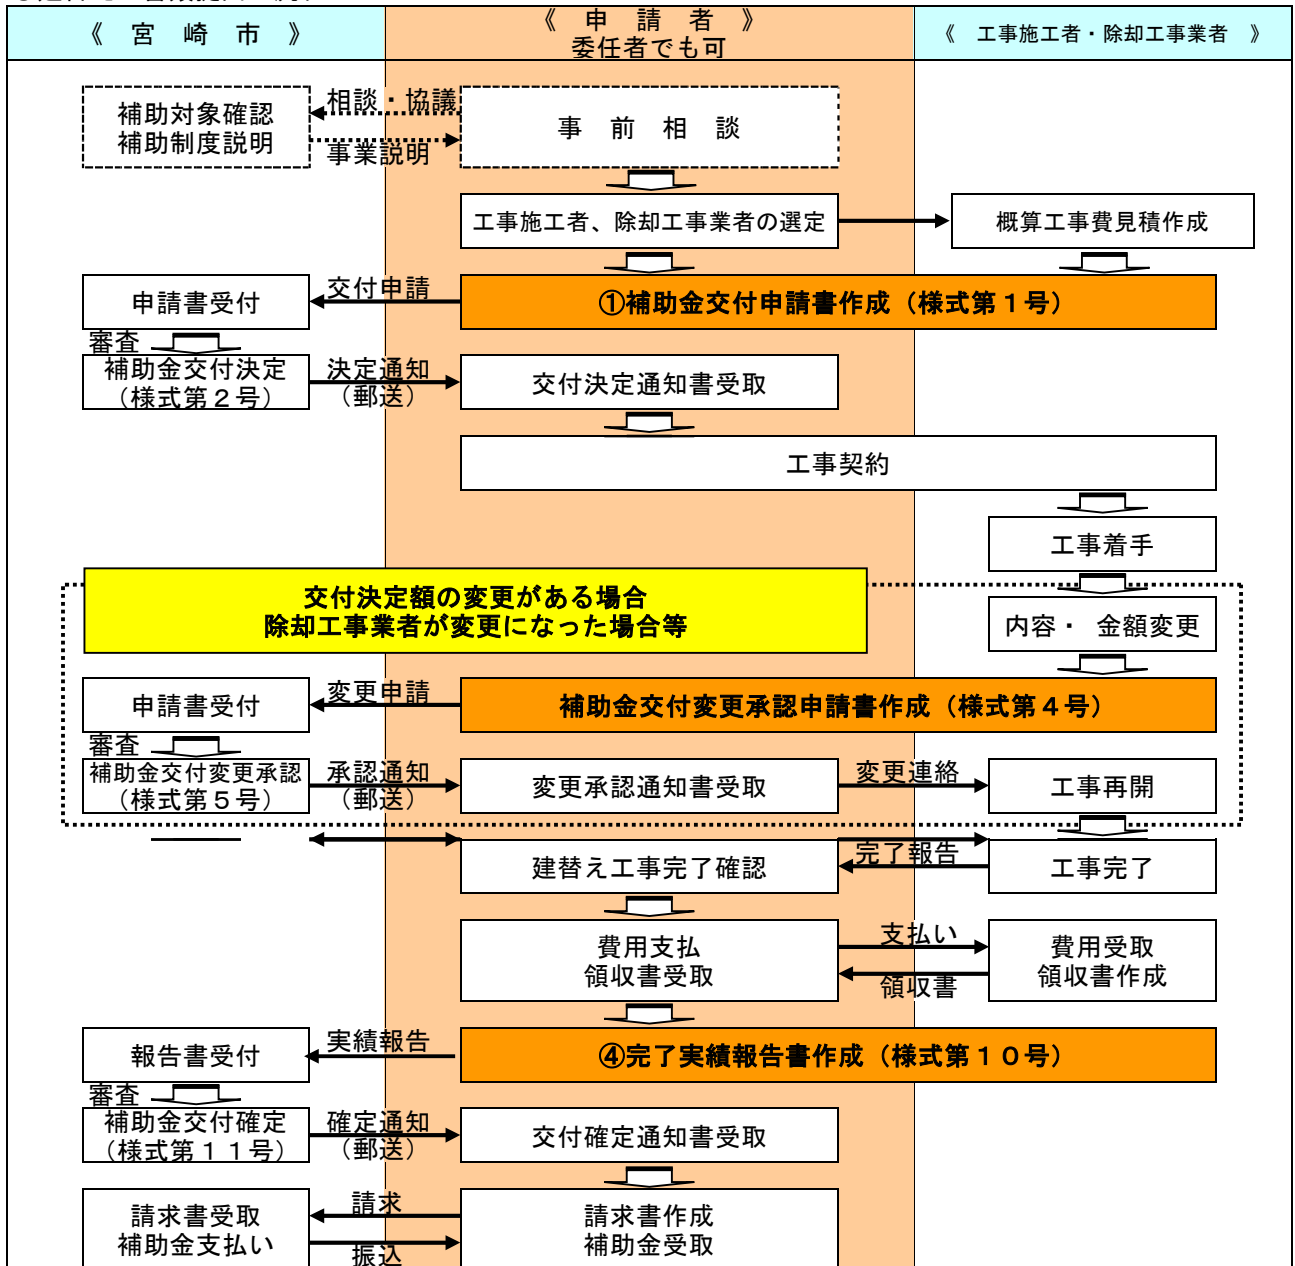 《 宮 崎 市 》
《 申 請 者 》
委任者でも可
《 工事施工者・除却工事業者 》
補助対象確認
補助制度説明
相談・協議
事業説明
事 前 相 談
工事施工者、除却工事業者の選定
概算工事費見積作成
申請書受付
交付申請
①補助金交付申請書作成（様式第１号）
審査
補助金交付決定
（様式第２号）
決定通知
（郵送）
交付決定通知書受取
工事契約
工事着手
交付決定額の変更がある場合
除却工事業者が変更になった場合等
内容・ 金額変更
申請書受付
変更申請
補助金交付変更承認申請書作成（様式第４号）
審査
補助金交付変更承認
（様式第５号）
承認通知
（郵送）
変更承認通知書受取
変更連絡
工事再開
建替え工事完了確認
完了報告
工事完了
費用支払
領収書受取
支払い
領収書
費用受取
領収書作成
報告書受付
実績報告
④完了実績報告書作成（様式第１０号）
審査
補助金交付確定
（様式第１１号）
確定通知
（郵送）
交付確定通知書受取
請求書受取
補助金支払い
請求
振込
請求書作成
補助金受取